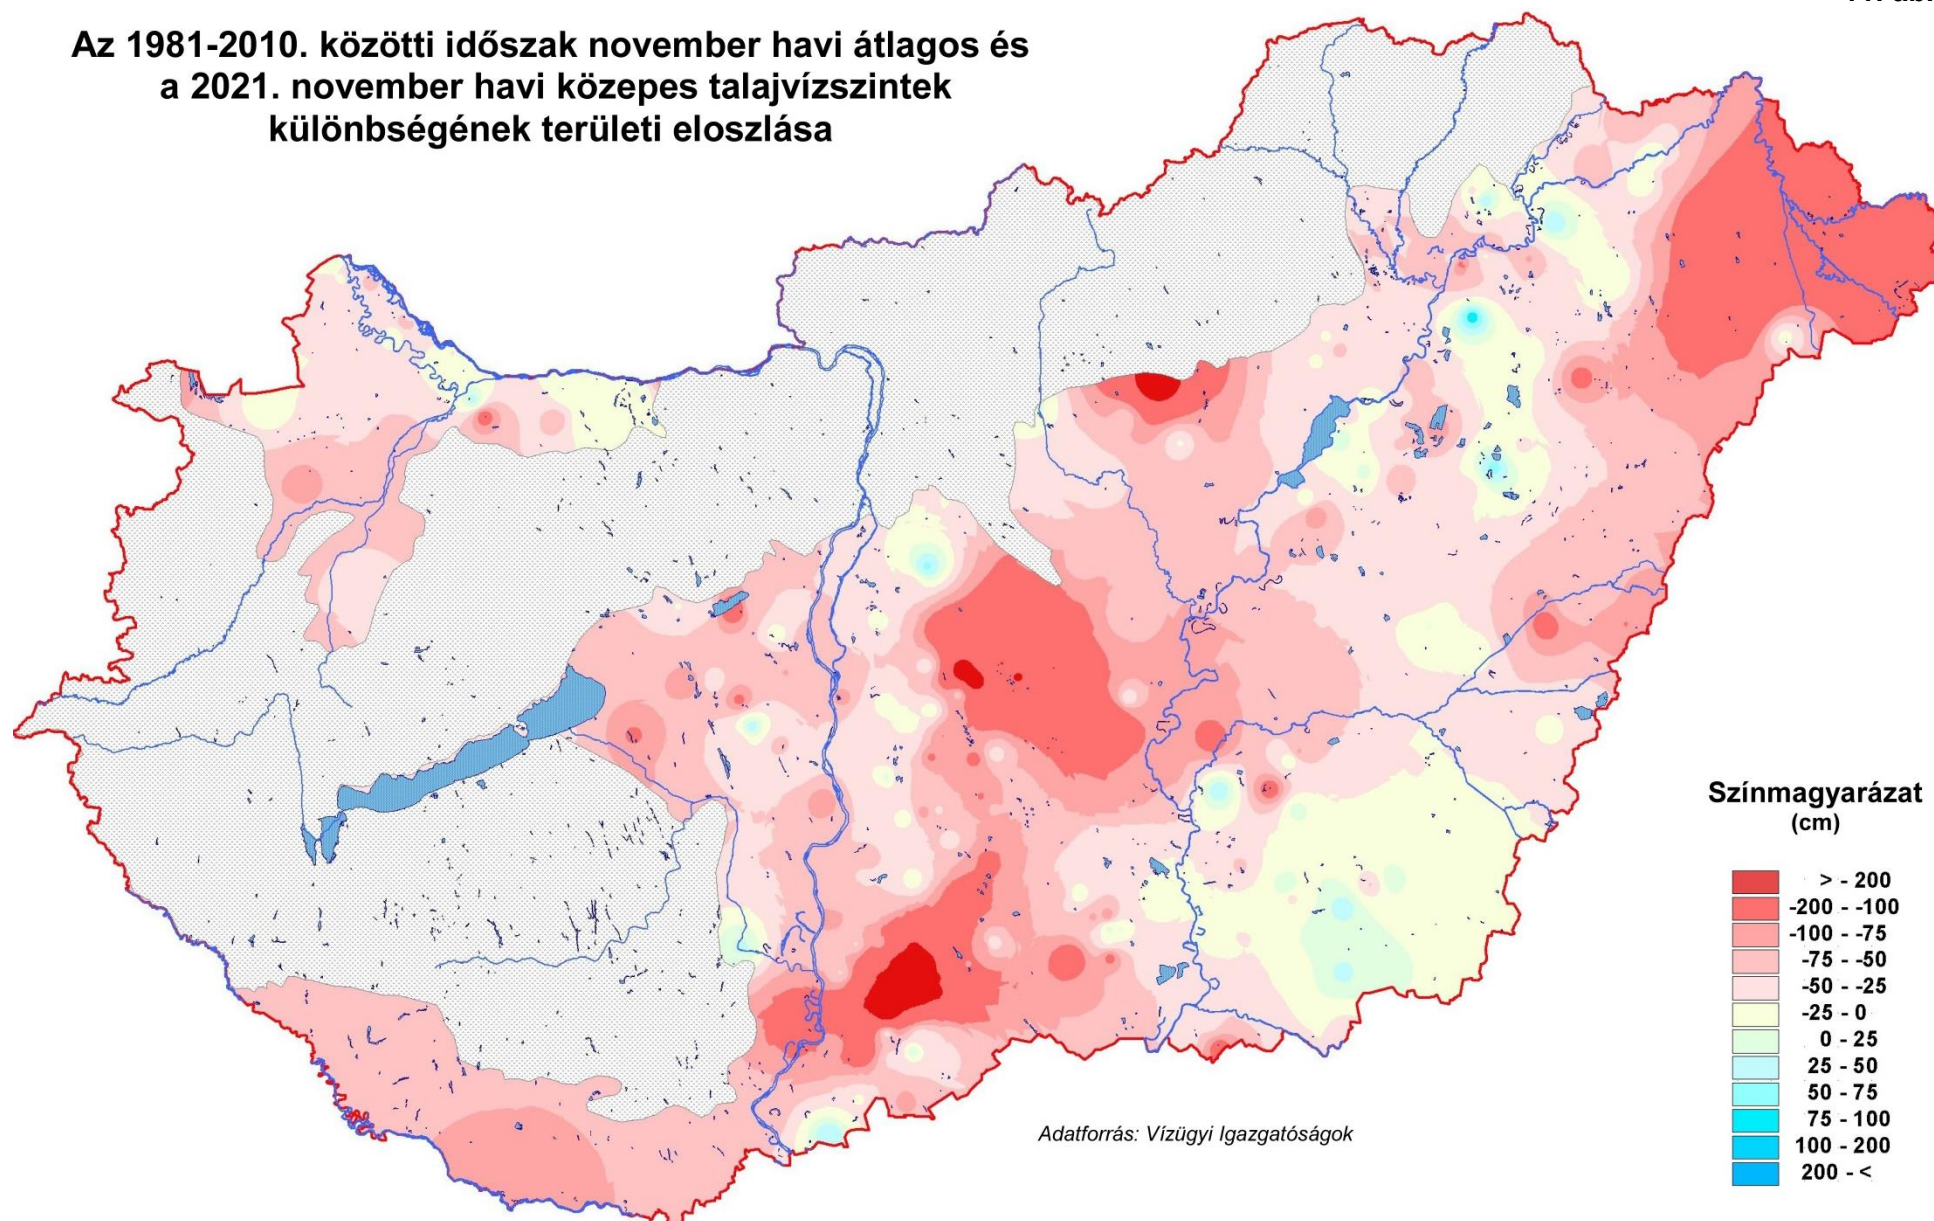 Az 1981-2010. közötti időszak november havi átlagos és
a 2021. november havi közepes talajvízszintek
különbségének területi eloszlása
Színmagyarázat
(cm)
> - 200
-200 - -100
-100 - -75
-75 - -50
-50 - -25
-25 - 0
0 - 25
25 - 50
50 - 75
75 - 100
100 - 200
200 - <
Adatforrás: Vízügyi Igazgatóságok